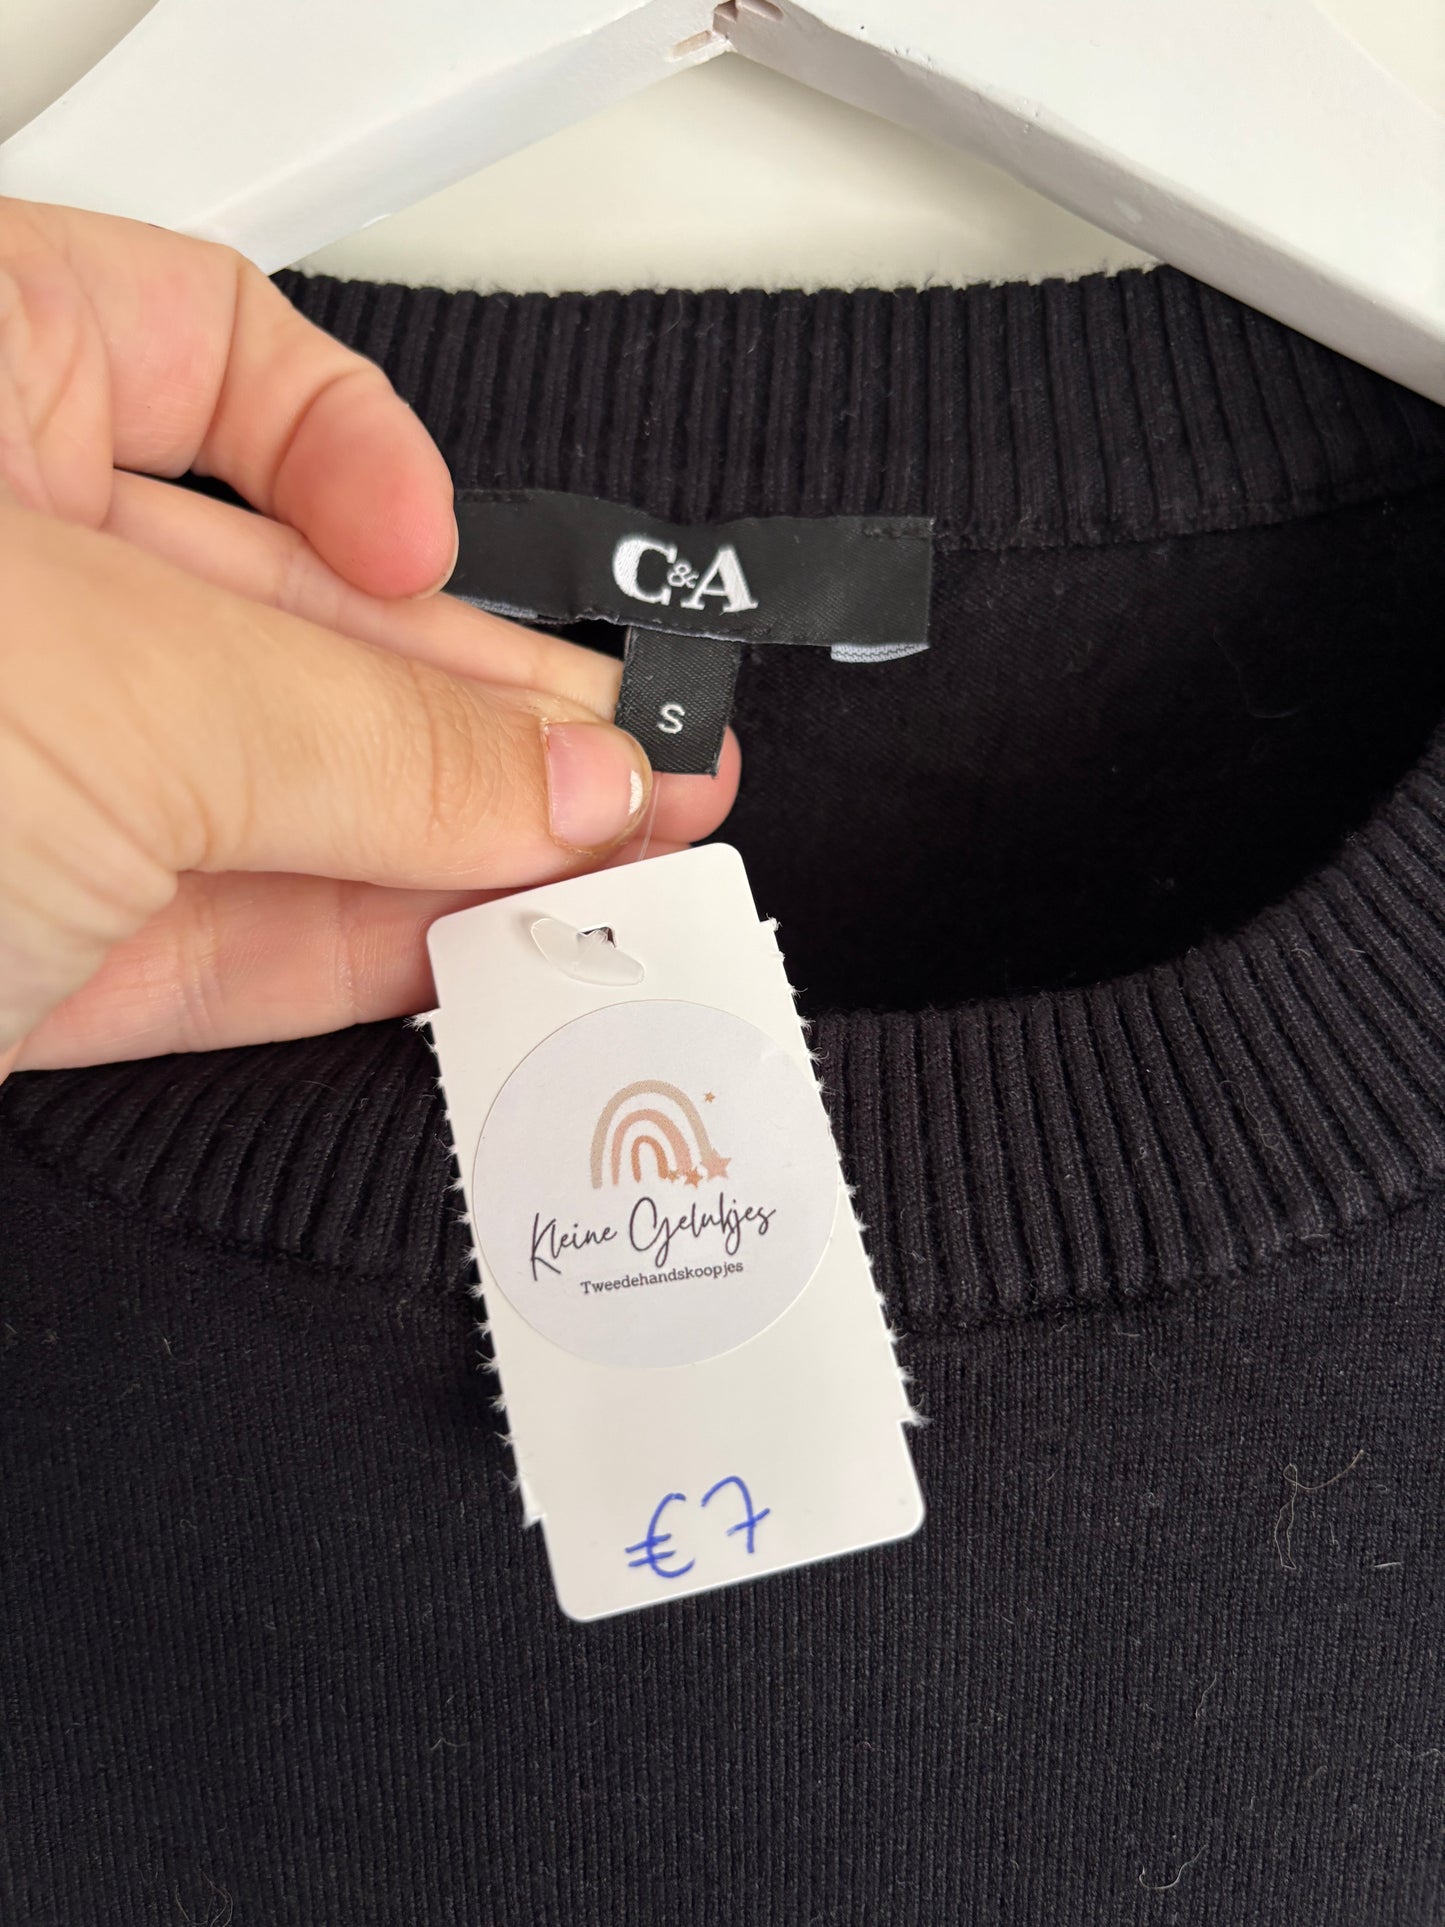 C&A
S
Kleine Gelukjes
Tweedehandskoopjes
€7